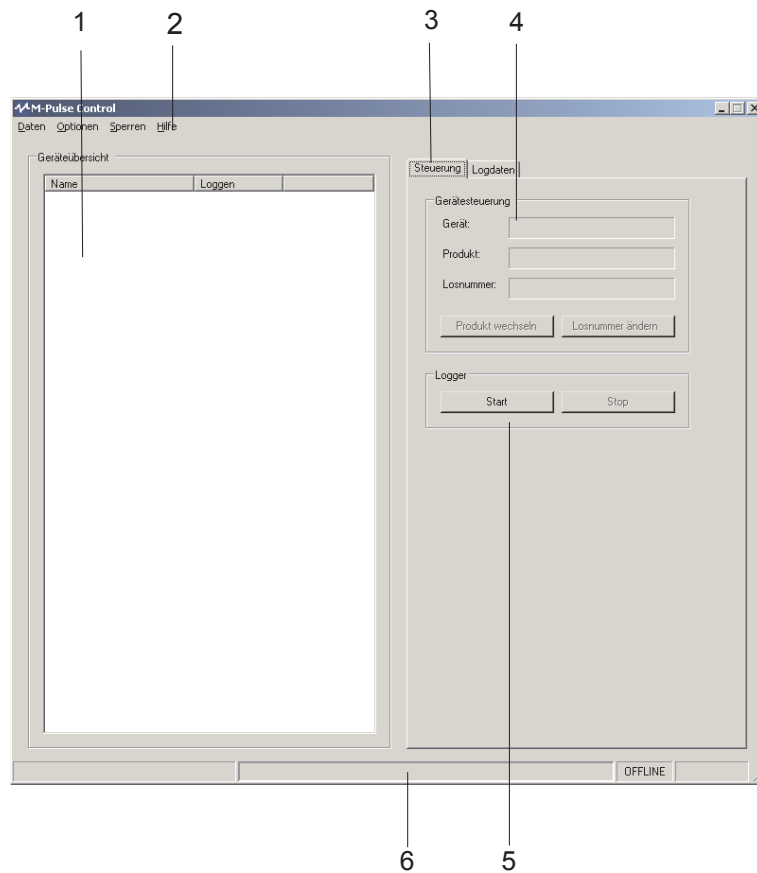 1 2 3 4
M-Pulse Control
Daten Optionen Sperren Hilfe
Geräteübersicht
Name Loggen
Steuerung Logdaten
Gerätesteuerung
Gerät:
Produkt:
Losnummer:
Produkt wechseln Losnummer ändern
Logger
Start Stop
OFFLINE
6 5